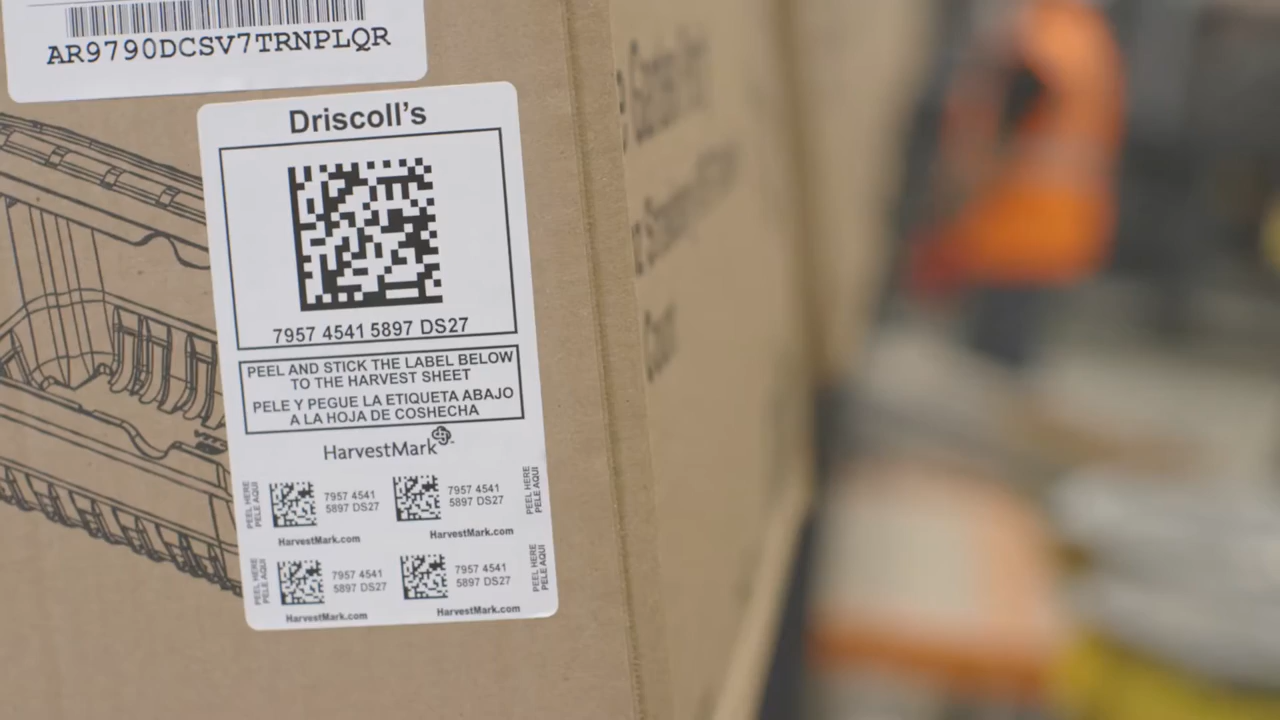 AR9790DCSV7TRNPLQR
Driscoll's
7957 4541 5897 DS27
PEEL AND STICK THE LABEL BELOW
TO THE HARVEST SHEET
PELE Y PEGUE LA ETIQUETA ABAJO
A LA HOJA DE COSHECHA
HarvestMark
PEEL HERE
PELE AQUI
7957 4541
5897 DS27
HarvestMark.com
7957 4541
5897 DS27
HarvestMark.com
PEEL HERE
PELE AQUI
PEEL HERE
PELE AQUI
7957 4541
5897 DS27
HarvestMark.com
7957 4541
5897 DS27
HarvestMark.com
PEEL HERE
PELE AQUI